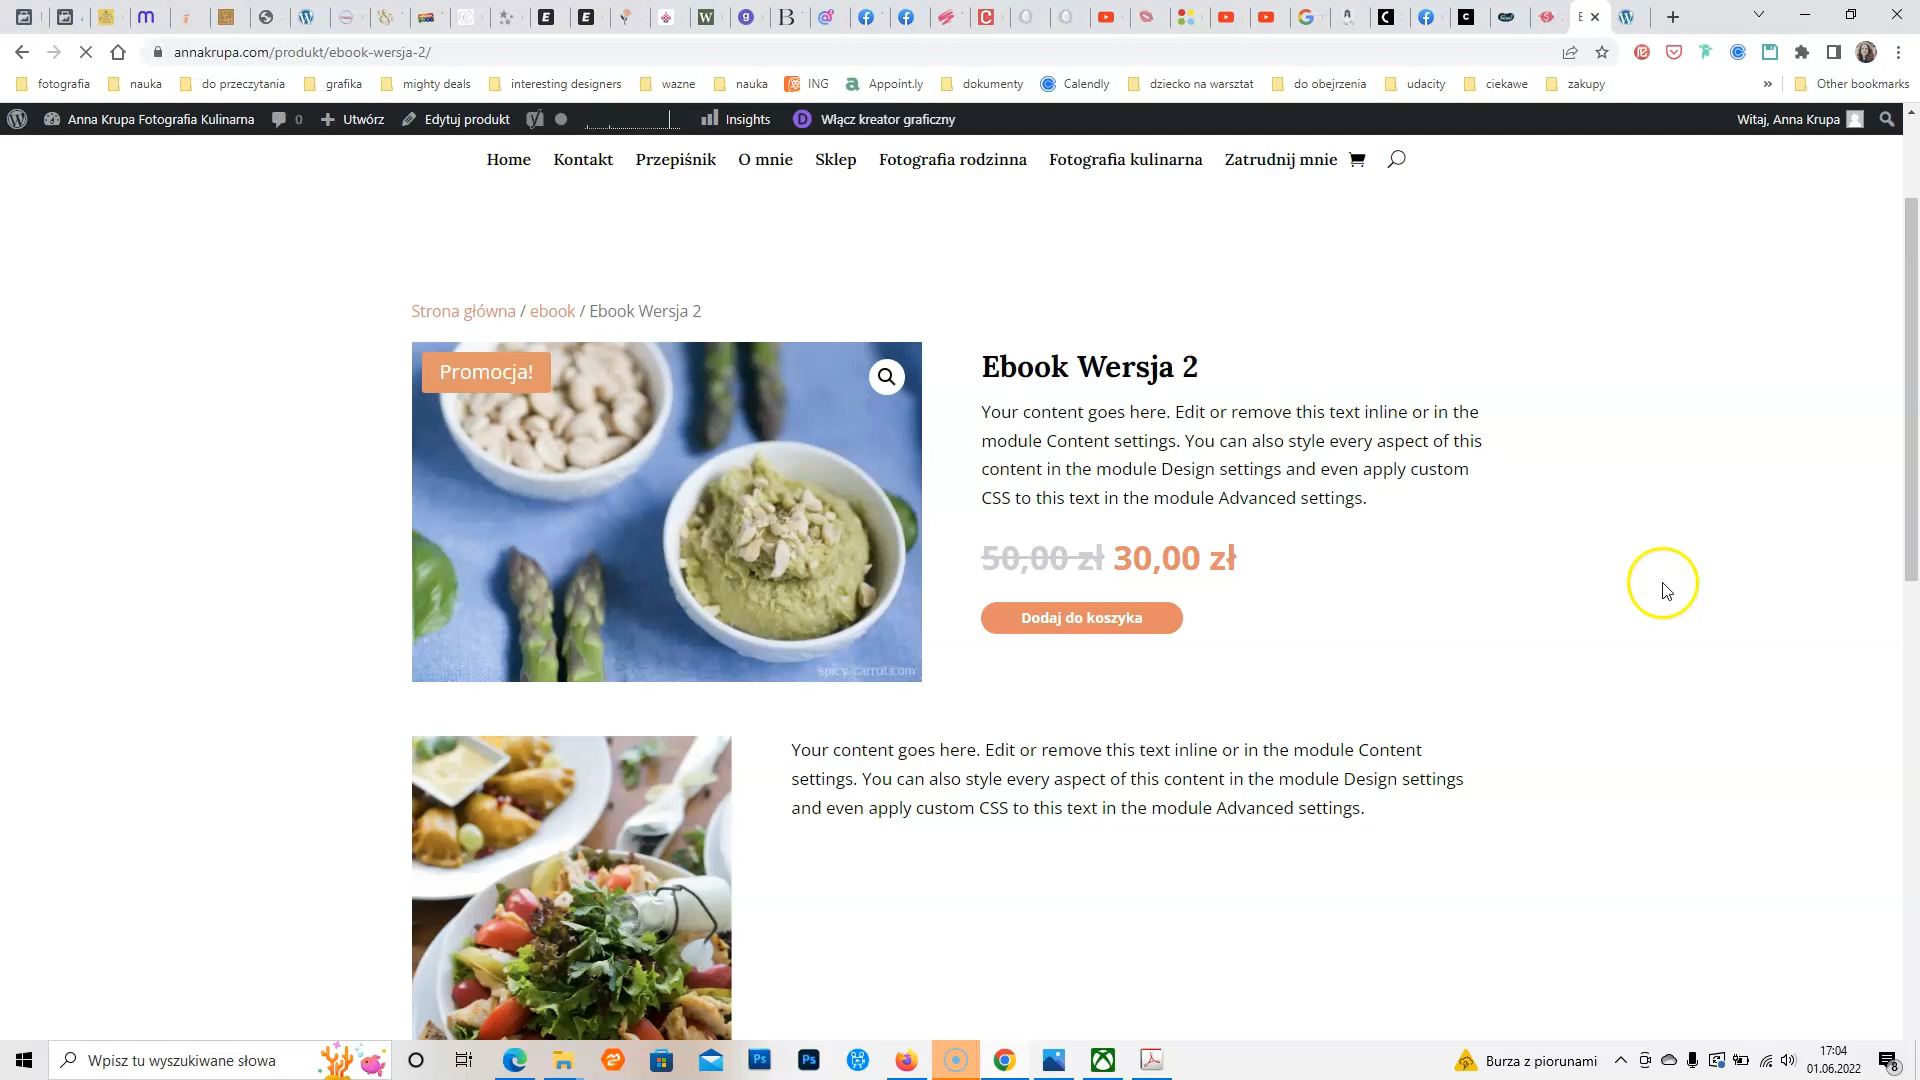 annakrupa.com/produkt/ebook-wersja-2/
fotografia nauka do przeczytania grafika mighty deals interesting designers wazne nauka ING Appoint.ly dokumenty Calendly dziecko na warsztat do obejrzenia udacity ciekawe zakupy » Other bookmarks
Anna Krupa Fotografia Kulinarna 0 Utwórz Edytuj produkt Insights D Włącz kreator graficzny Witaj, Anna Krupa
Home Kontakt Przepiśnik O mnie Sklep Fotografia rodzinna Fotografia kulinarna Zatrudnij mnie
Strona główna / ebook / Ebook Wersja 2
Promocja!
Ebook Wersja 2
Your content goes here. Edit or remove this text inline or in the
module Content settings. You can also style every aspect of this
content in the module Design settings and even apply custom
CSS to this text in the module Advanced settings.
50,00 zł 30,00 zł
Dodaj do koszyka
spicy-carrot.com
Your content goes here. Edit or remove this text inline or in the module Content
settings. You can also style every aspect of this content in the module Design settings
and even apply custom CSS to this text in the module Advanced settings.
Wpisz tu wyszukiwane słowa
Ps
Ps
Burza z piorunami
17:04
01.06.2022
8